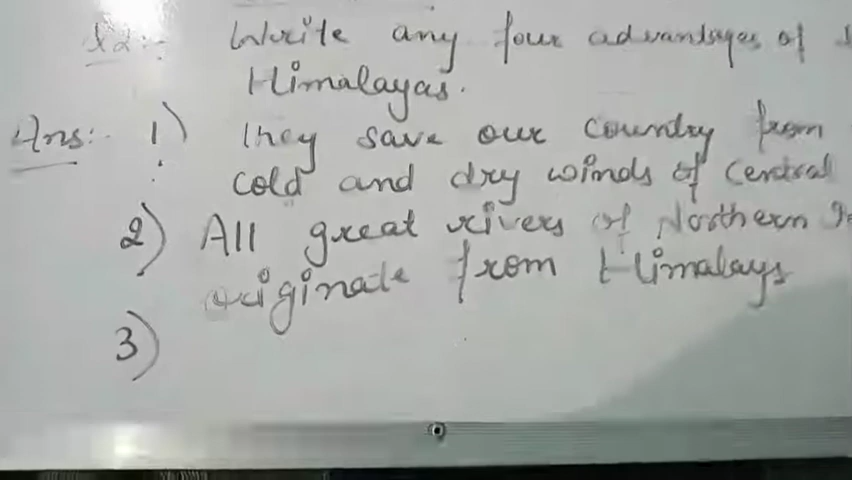 Write any four advantages of
Himalayas.
Ans:- 1) They save our country from
cold and dry winds of central
2) All great rivers of Northern
originate from Himalays
3)